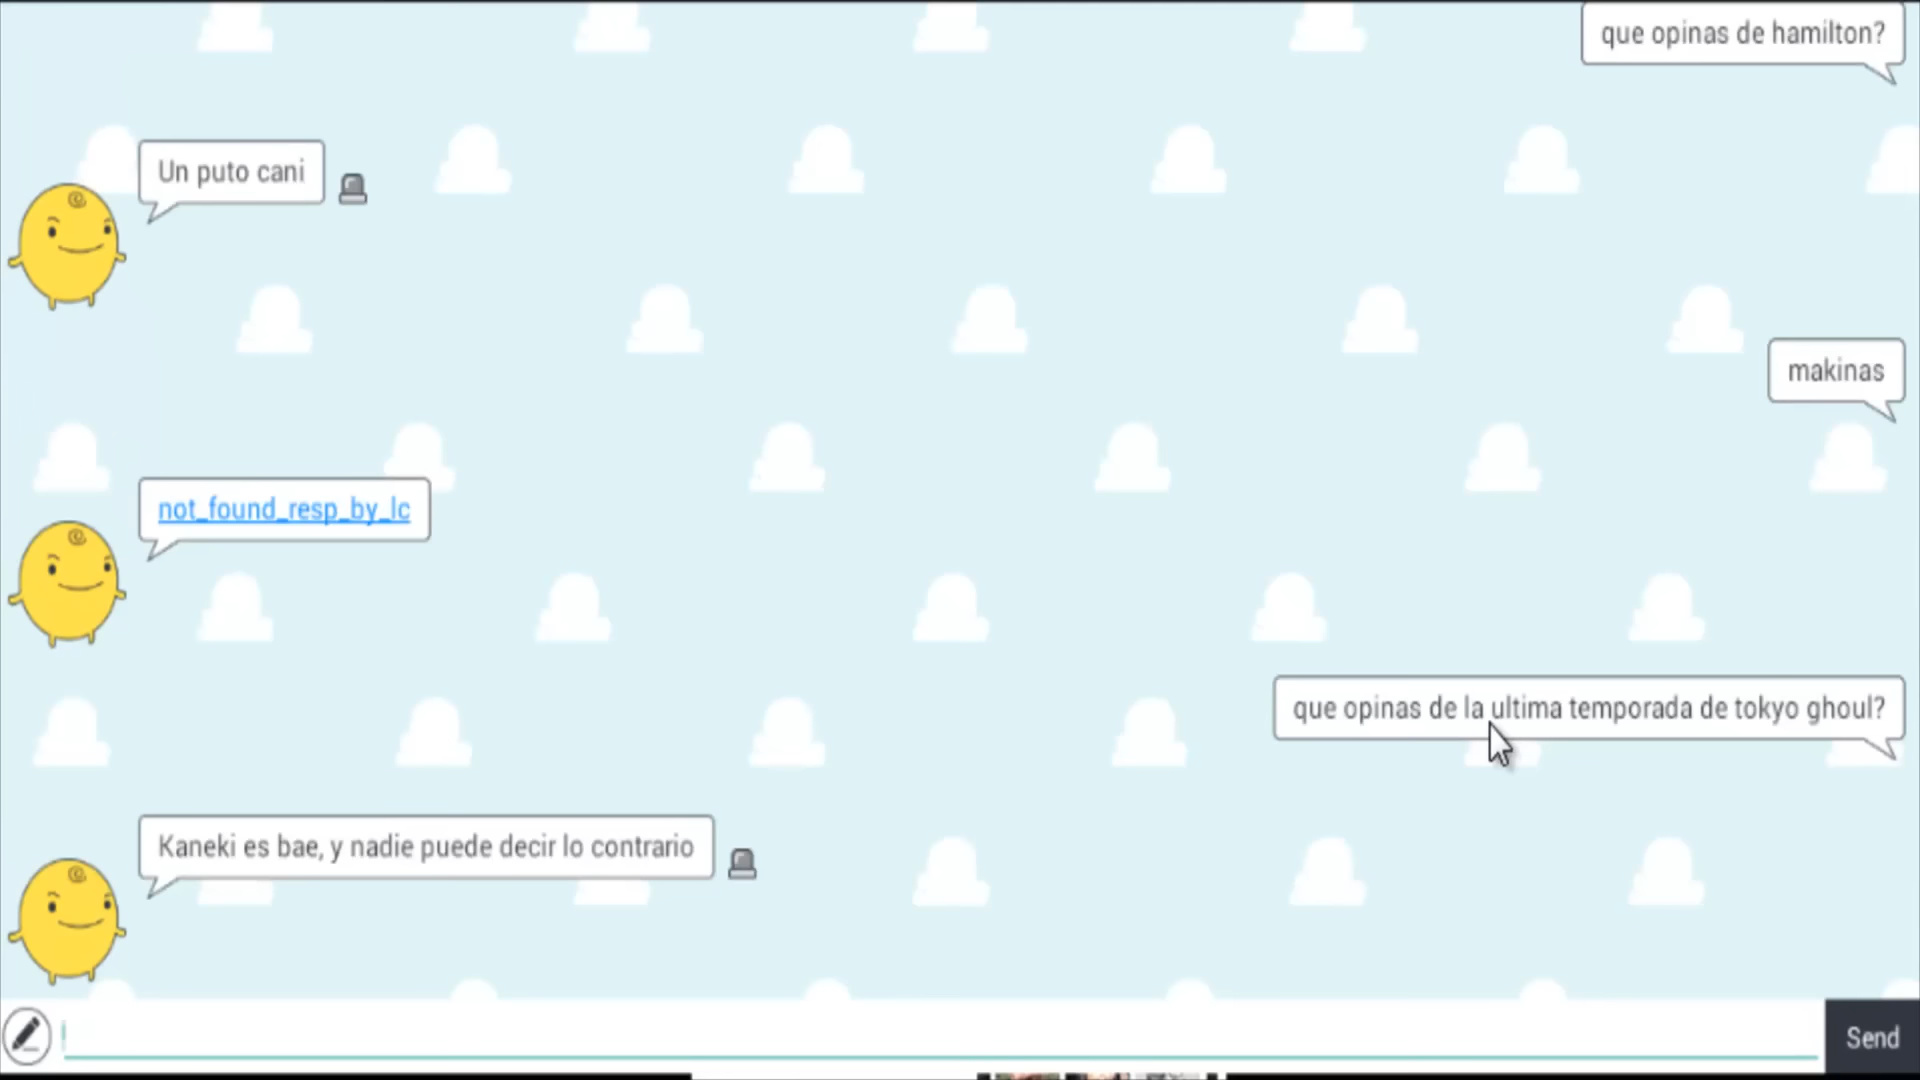 que opinas de hamilton?
Un puto cani
makinas
not_found_resp_by_lc
que opinas de la ultima temporada de tokyo ghoul?
Kaneki es bae, y nadie puede decir lo contrario
Send